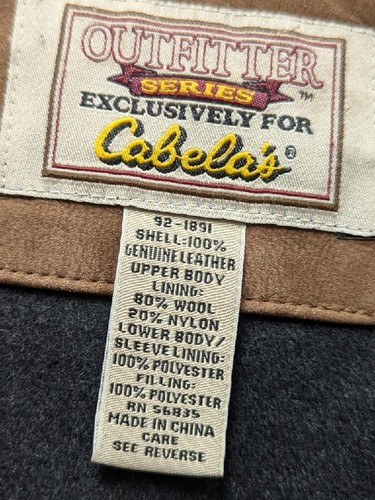 OUTFITTER
SERIES ™
EXCLUSIVELY FOR
Cabela's ®
92-1891
SHELL:100%
GENUINE LEATHER
UPPER BODY
LINING:
80% WOOL
20% NYLON
LOWER BODY/
SLEEVE LINING:
100% POLYESTER
FILLING:
100% POLYESTER
RN 56835
MADE IN CHINA
CARE
SEE REVERSE